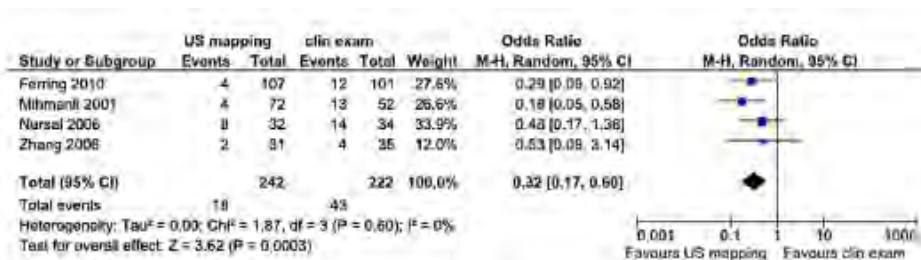 US mapping clin exam Odds Ratio Odds Ratio
Study or Subgroup Events Total Events Total Weight M-H, Random, 95% CI M-H, Random, 95% CI
Ferring 2010 4 107 12 101 27.6% 0.29 [0.09, 0.92]
Mihmanli 2001 4 72 13 52 26.6% 0.18 [0.05, 0.58]
Nursal 2006 8 32 14 34 33.9% 0.48 [0.17, 1.36]
Zhang 2006 2 31 4 35 12.0% 0.53 [0.09, 3.14]
Total (95% CI) 242 222 100.0% 0.32 [0.17, 0.60]
Total events 18 43
Heterogeneity: Tau² = 0.00; Chi² = 1.87, df = 3 (P = 0.60); I² = 0%
Test for overall effect: Z = 3.62 (P = 0.0003)
0.001 0.1 1 10 1000
Favours US mapping Favours clin exam